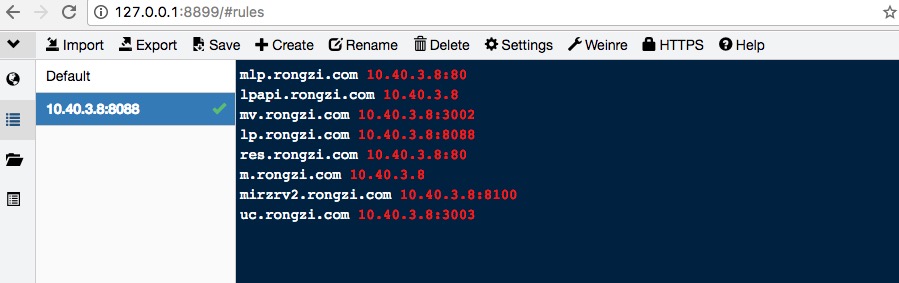 127.0.0.1:8899/#rules
Import Export Save Create Rename Delete Settings Weinre HTTPS Help
Default
10.40.3.8:8088
mlp.rongzi.com 10.40.3.8:80
lpapi.rongzi.com 10.40.3.8
mv.rongzi.com 10.40.3.8:3002
lp.rongzi.com 10.40.3.8:8088
res.rongzi.com 10.40.3.8:80
m.rongzi.com 10.40.3.8
mirzrv2.rongzi.com 10.40.3.8:8100
uc.rongzi.com 10.40.3.8:3003